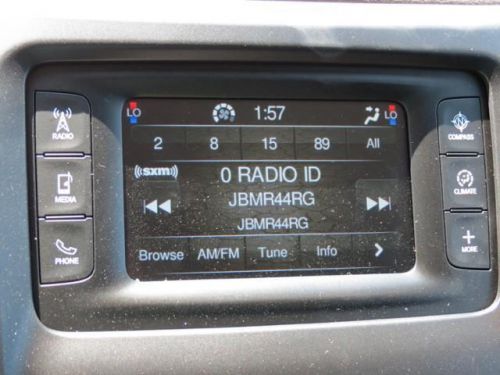 LO 1:57 LO
2 8 15 89 All
((sxm))
0 RADIO ID
JBMR44RG
JBMR44RG
Browse AM/FM Tune Info
RADIO
MEDIA
PHONE
COMPASS
CLIMATE
MORE